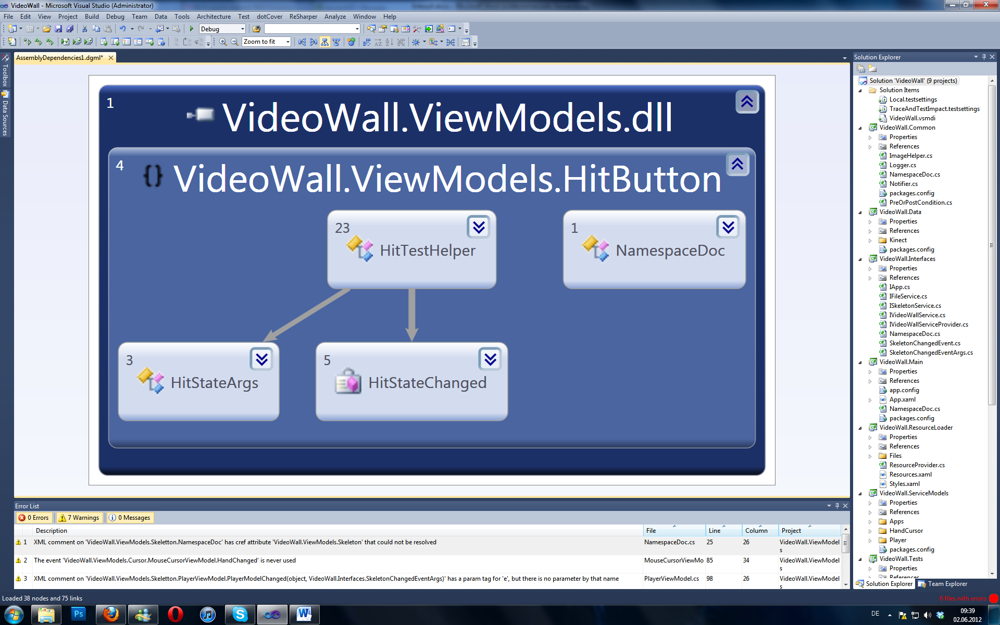 VideoWall - Microsoft Visual Studio (Administrator)
File Edit View Project Build Debug Team Data Tools Architecture Test dotCover ReSharper Analyze Window Help
Debug
Zoom to fit
Toolbox
Data Sources
AssemblyDependencies1.dgml*
1
VideoWall.ViewModels.dll
4
{} VideoWall.ViewModels.HitButton
23
HitTestHelper
1
NamespaceDoc
3
HitStateArgs
5
HitStateChanged
Error List
0 Errors 7 Warnings 0 Messages
Description File Line Column Project
1 XML comment on 'VideoWall.ViewModels.Skeletton.NamespaceDoc' has cref attribute 'VideoWall.ViewModels.Skeleton' that could not be resolved NamespaceDoc.cs 25 26 VideoWall.ViewModel
s
2 The event 'VideoWall.ViewModels.Cursor.MouseCursorViewModel.HandChanged' is never used MouseCursorViewMo 85 34 VideoWall.ViewModel
s
3 XML comment on 'VideoWall.ViewModels.Skeletton.PlayerViewModel.PlayerModelChanged(object, VideoWall.Interfaces.SkeletonChangedEventArgs)' has a param tag for 'e', but there is no parameter by that name PlayerViewModel.cs 98 26 VideoWall.ViewModel
s
Solution Explorer
Solution 'VideoWall' (9 projects)
Solution Items
Local.testsettings
TraceAndTestImpact.testsettings
VideoWall.vsmdi
VideoWall.Common
Properties
References
ImageHelper.cs
Logger.cs
NamespaceDoc.cs
Notifier.cs
packages.config
PreOrPostCondition.cs
VideoWall.Data
Properties
References
Kinect
packages.config
VideoWall.Interfaces
Properties
References
IApp.cs
IFileService.cs
ISkeletonService.cs
IVideoWallService.cs
IVideoWallServiceProvider.cs
NamespaceDoc.cs
SkeletonChangedEvent.cs
SkeletonChangedEventArgs.cs
VideoWall.Main
Properties
References
app.config
App.xaml
NamespaceDoc.cs
packages.config
VideoWall.ResourceLoader
Properties
References
Files
ResourceProvider.cs
Resources.xaml
Styles.xaml
VideoWall.ServiceModels
Properties
References
Apps
HandCursor
Player
packages.config
VideoWall.Tests
Properties
References
Solution Explorer Team Explorer
Loaded 38 nodes and 75 links
6 files with errors
Ps
DE
09:39
02.06.2012